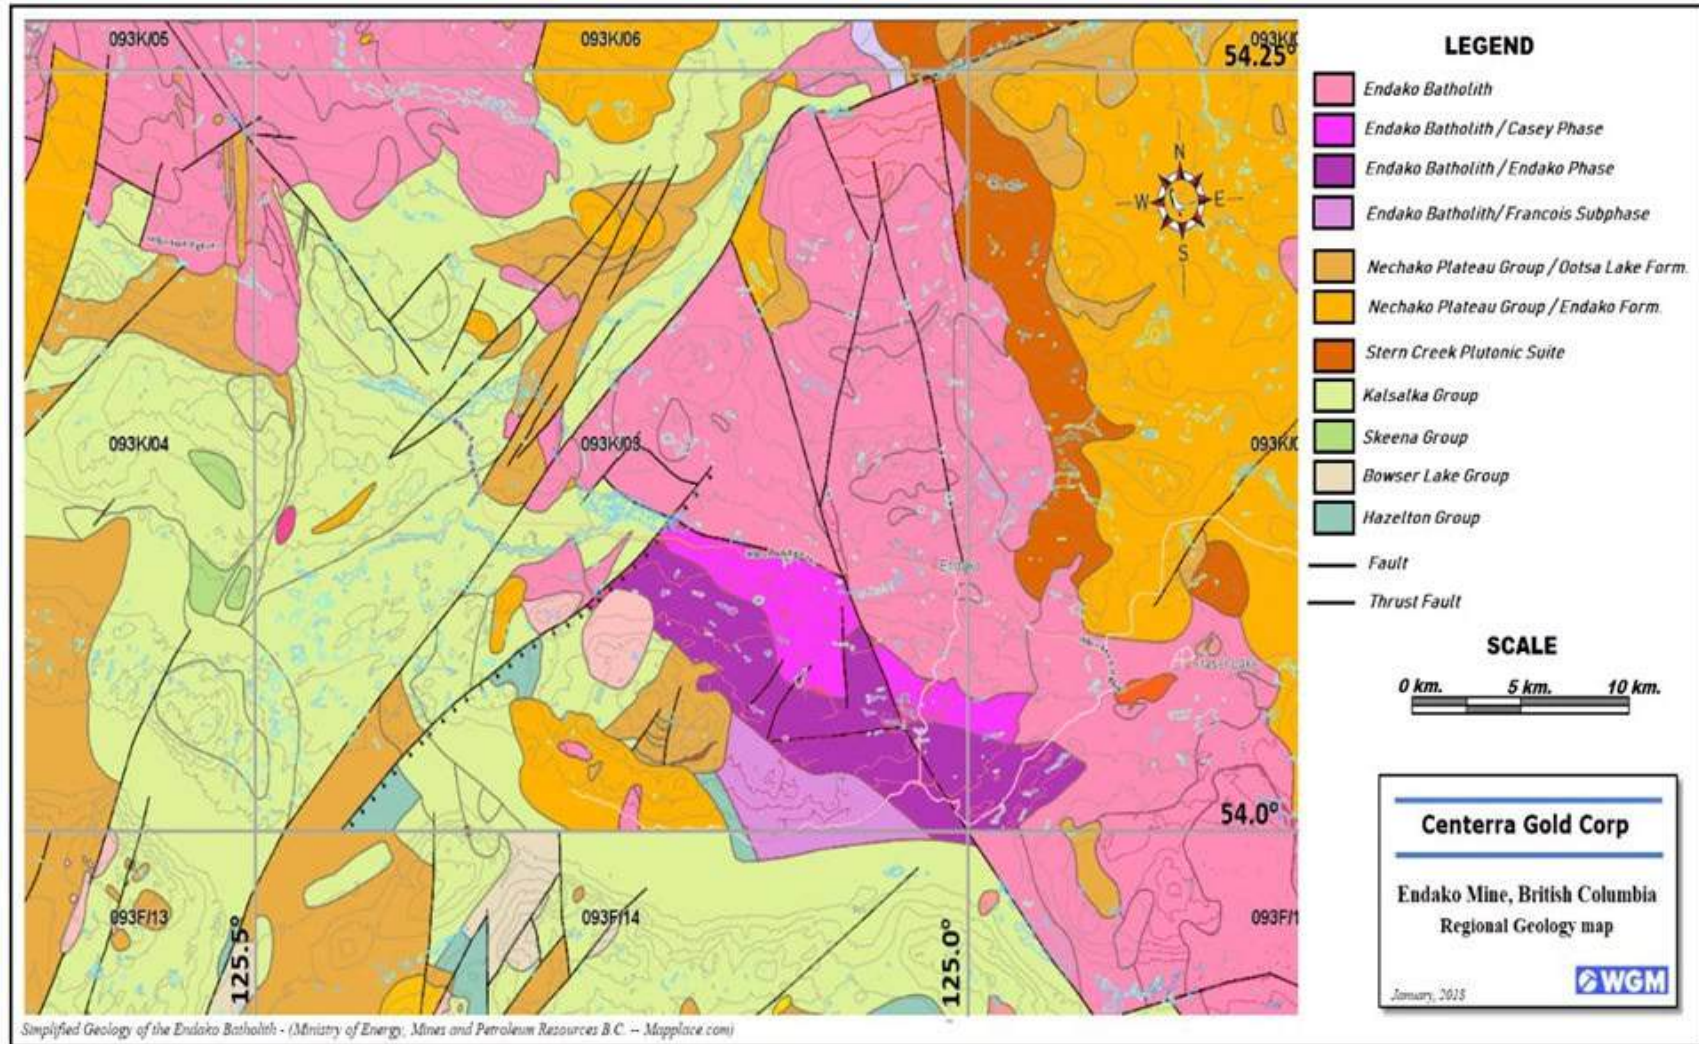 093K/05
093K/06
093K/0
54.25°
N
W
E
S
093K/04
093K/03
093K/0
Endako
Fraser Lake
54.0°
093F/13
093F/14
093F/1
125.5°
125.0°
LEGEND
Endako Batholith
Endako Batholith / Casey Phase
Endako Batholith / Endako Phase
Endako Batholith/ Francois Subphase
Nechako Plateau Group / Ootsa Lake Form.
Nechako Plateau Group / Endako Form.
Stern Creek Plutonic Suite
Kalsalka Group
Skeena Group
Bowser Lake Group
Hazelton Group
Fault
Thrust Fault
SCALE
0 km. 5 km. 10 km.
Centerra Gold Corp
Endako Mine, British Columbia
Regional Geology map
January, 2018
WGM
Simplified Geology of the Endako Batholith - (Ministry of Energy, Mines and Petroleum Resources B.C. -- Mapplace.com)